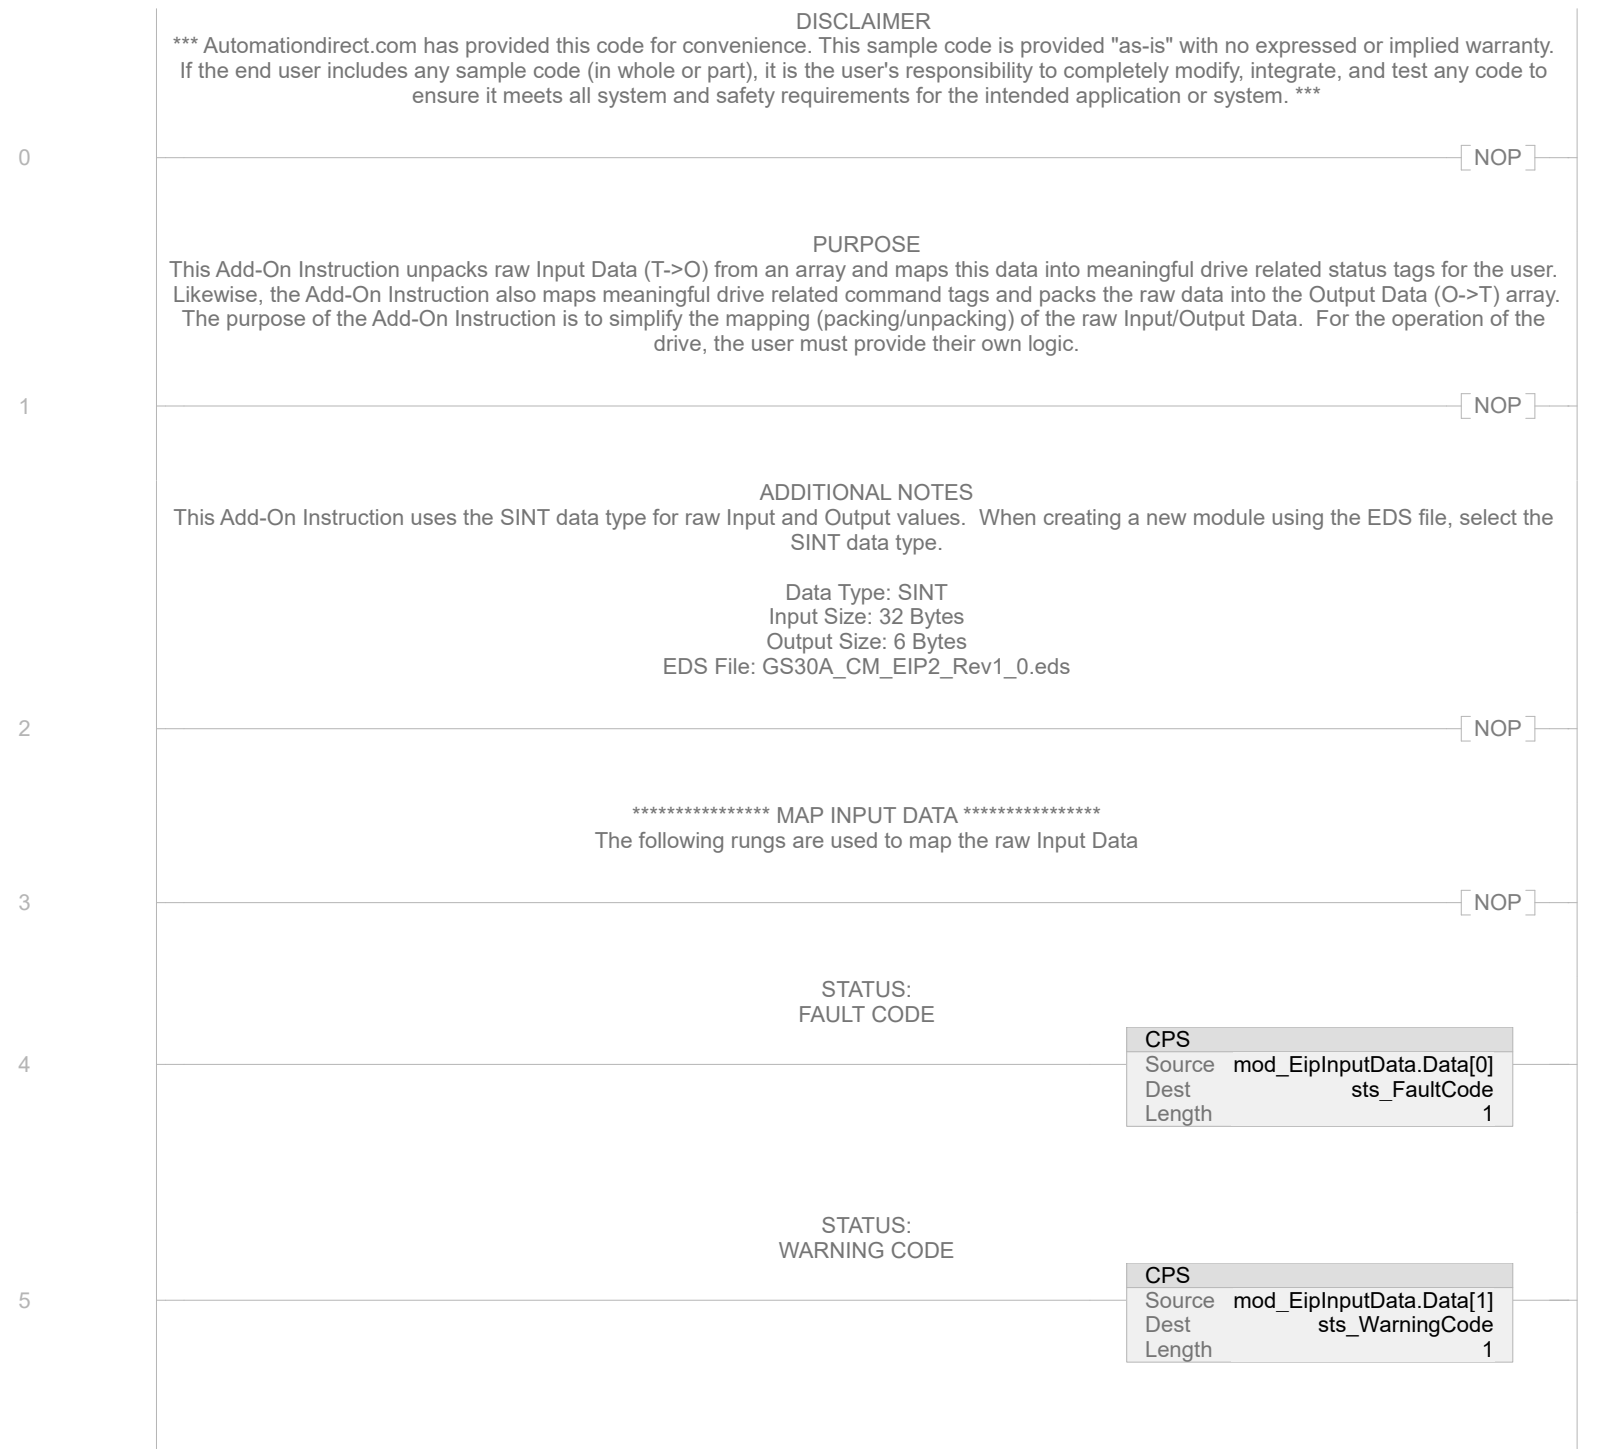 DISCLAIMER
*** Automationdirect.com has provided this code for convenience. This sample code is provided "as-is" with no expressed or implied warranty.
If the end user includes any sample code (in whole or part), it is the user's responsibility to completely modify, integrate, and test any code to
ensure it meets all system and safety requirements for the intended application or system. ***
0
NOP
PURPOSE
This Add-On Instruction unpacks raw Input Data (T->O) from an array and maps this data into meaningful drive related status tags for the user.
Likewise, the Add-On Instruction also maps meaningful drive related command tags and packs the raw data into the Output Data (O->T) array.
The purpose of the Add-On Instruction is to simplify the mapping (packing/unpacking) of the raw Input/Output Data.  For the operation of the
drive, the user must provide their own logic.
1
NOP
ADDITIONAL NOTES
This Add-On Instruction uses the SINT data type for raw Input and Output values.  When creating a new module using the EDS file, select the
SINT data type.
Data Type: SINT
Input Size: 32 Bytes
Output Size: 6 Bytes
EDS File: GS30A_CM_EIP2_Rev1_0.eds
2
NOP
**************** MAP INPUT DATA ****************
The following rungs are used to map the raw Input Data
3
NOP
STATUS:
FAULT CODE
4
CPS
Source mod_EipInputData.Data[0]
Dest sts_FaultCode
Length 1
STATUS:
WARNING CODE
5
CPS
Source mod_EipInputData.Data[1]
Dest sts_WarningCode
Length 1